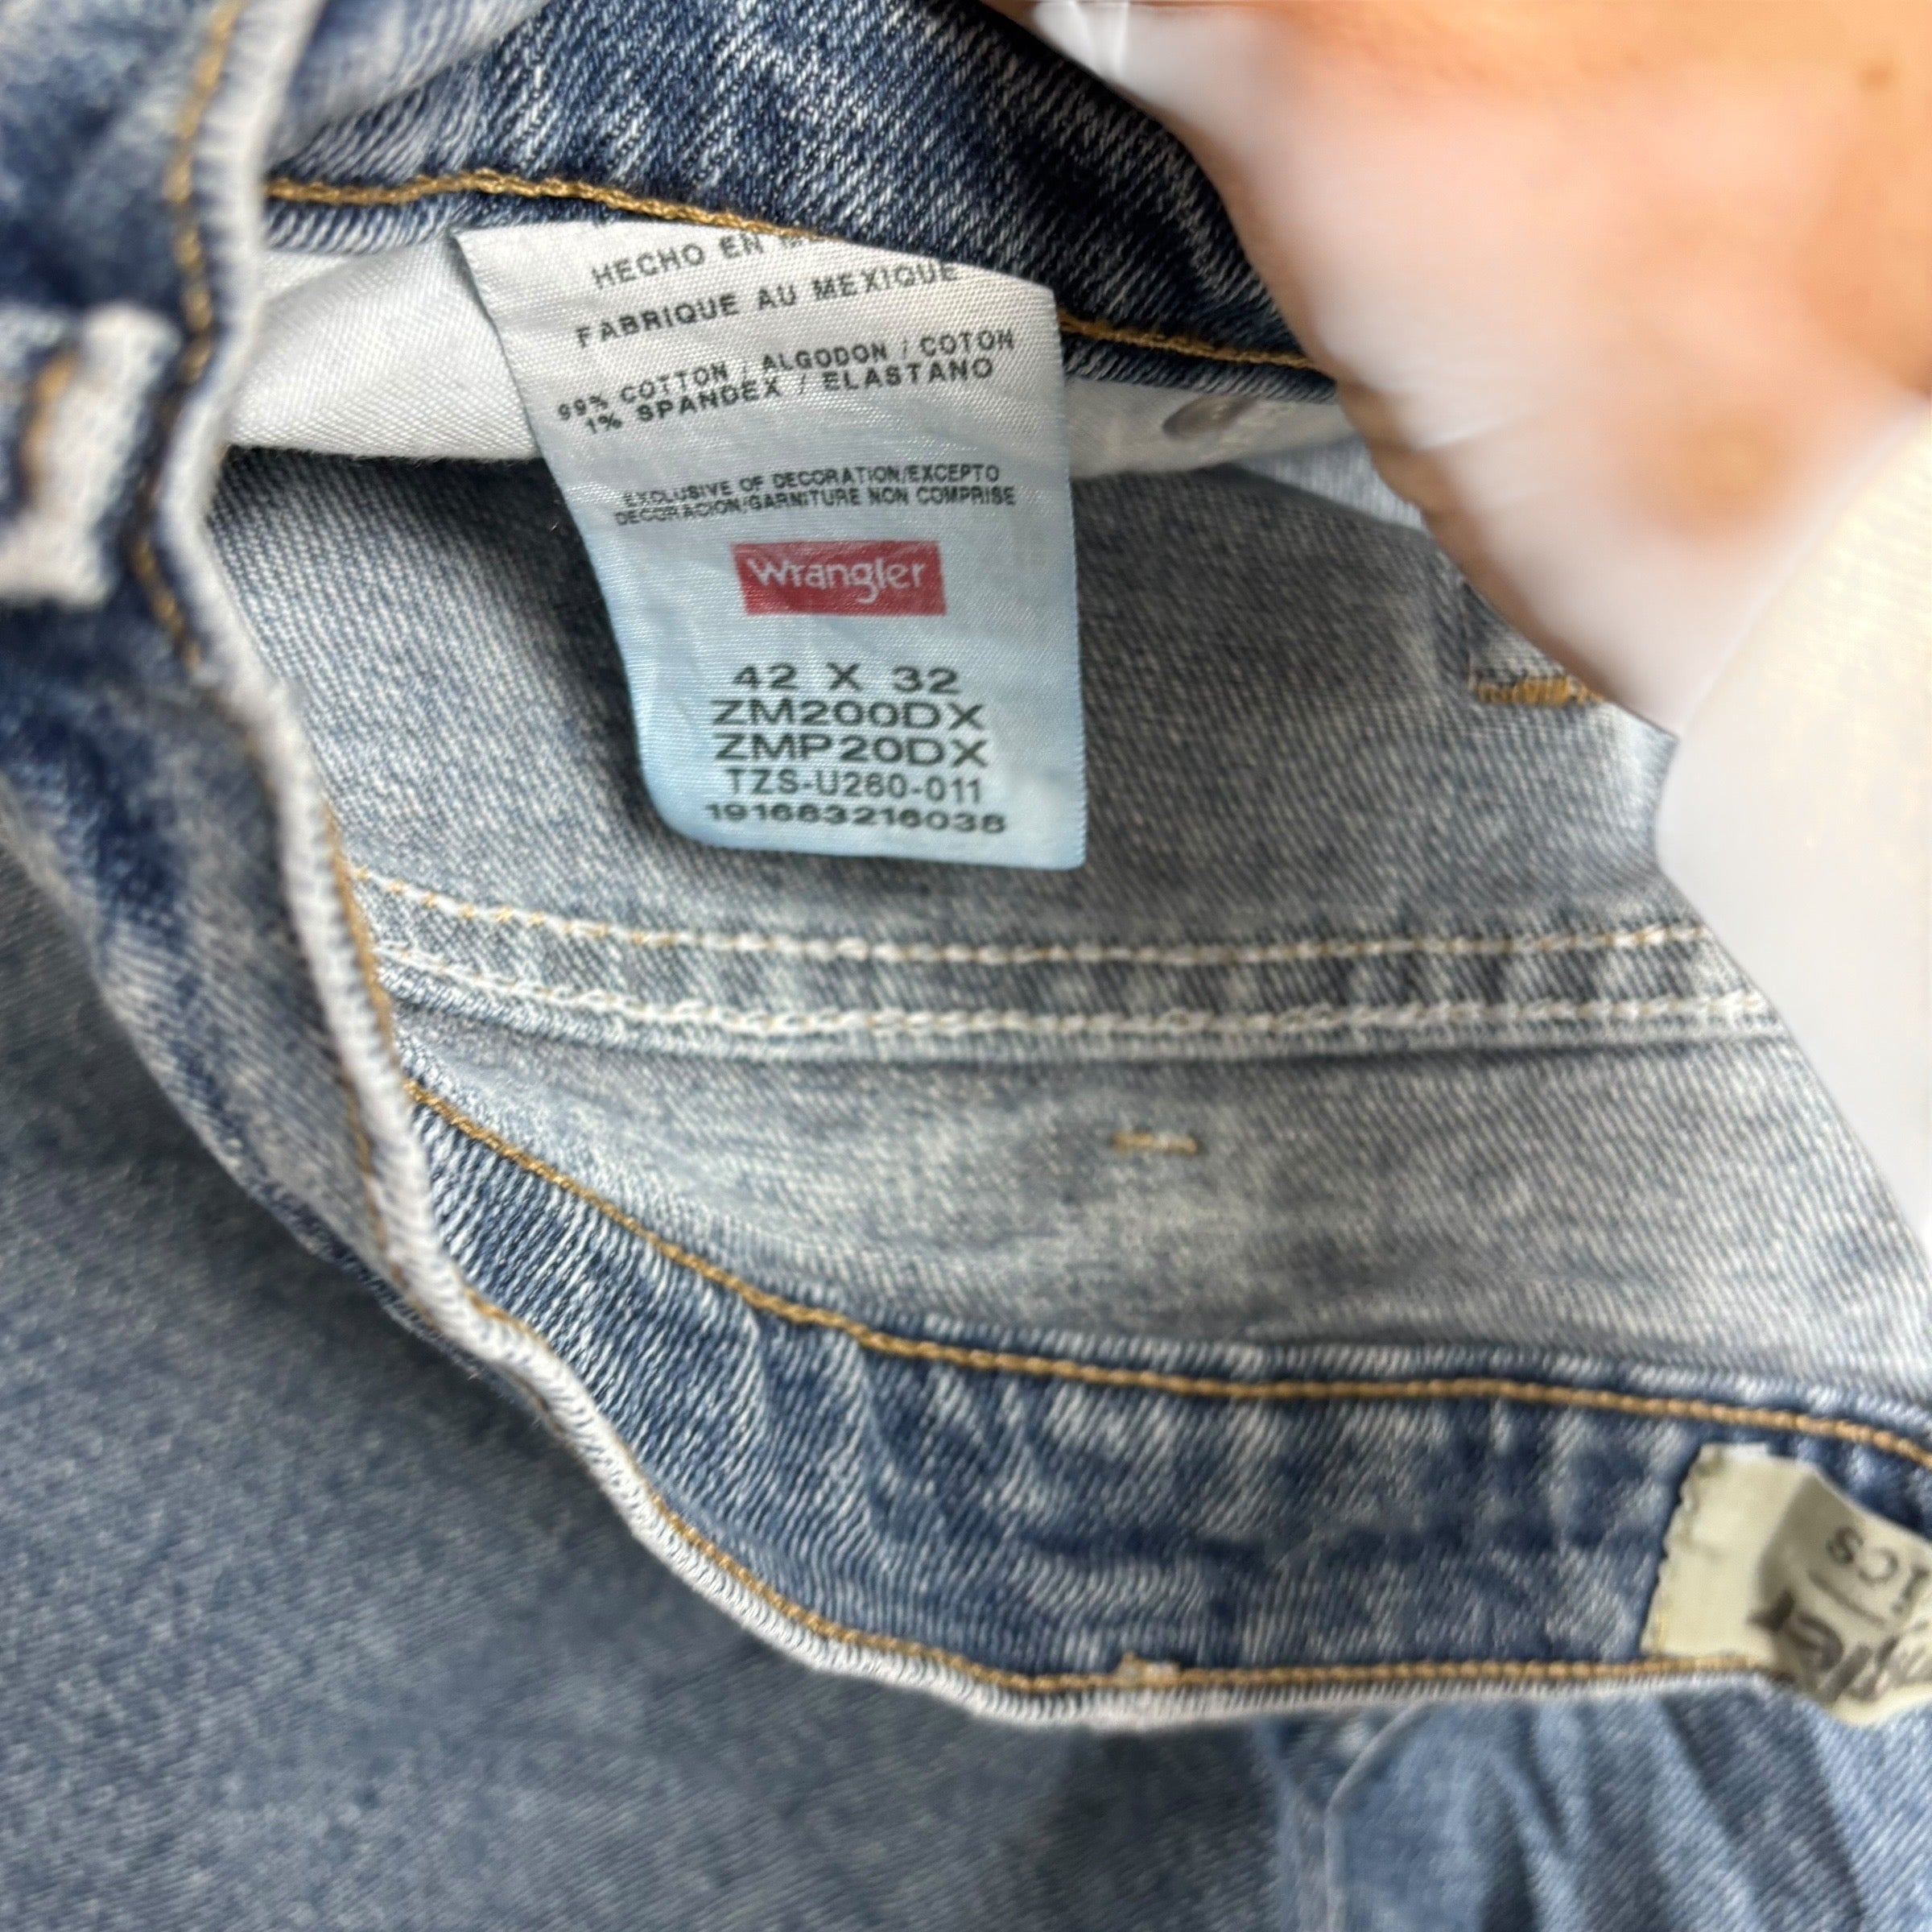 HECHO EN
FABRIQUE AU MEXIQUE
99% COTTON / ALGODON / COTON
1% SPANDEX / ELASTANO
EXCLUSIVE OF DECORATION/EXCEPTO
DECORACION/GARNITURE NON COMPRISE
Wrangler
42 X 32
ZM200DX
ZMP20DX
TZS-U260-011
191683216038